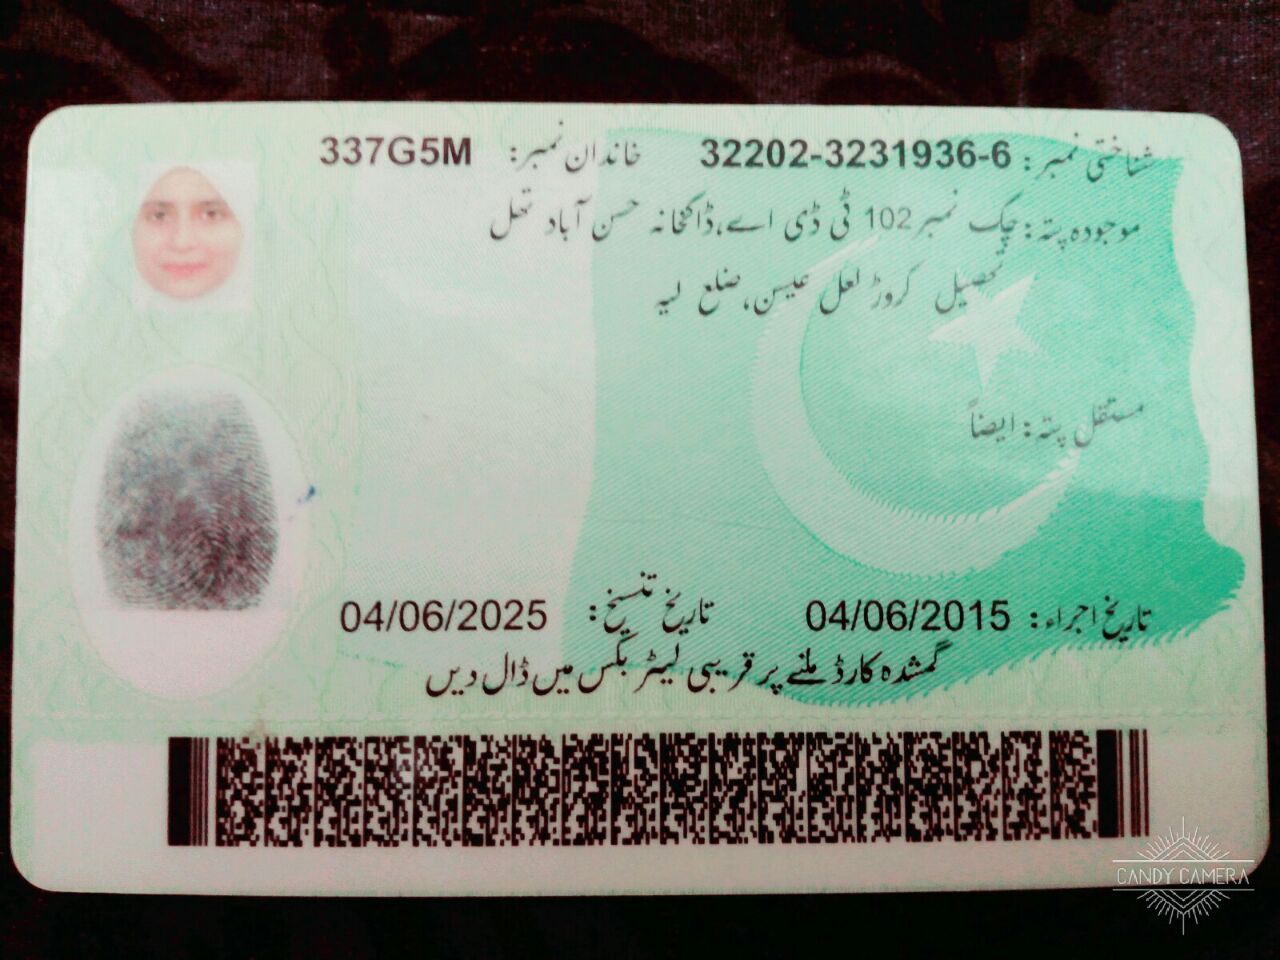 شناختی نمبر: 32202-3231936-6 خاندان نمبر: 337G5M
موجودہ پتہ: چک نمبر 102 ٹی ڈی اے، ڈاکخانہ حسن آباد تھل
تحصیل کروڑ لعل عیسن، ضلع لیہ
مستقل پتہ: ایضاً
تاریخ اجراء: 04/06/2015 تاریخ تنسیخ: 04/06/2025
گمشدہ کارڈ ملنے پر قریبی لیٹر بکس میں ڈال دیں
CANDY CAMERA